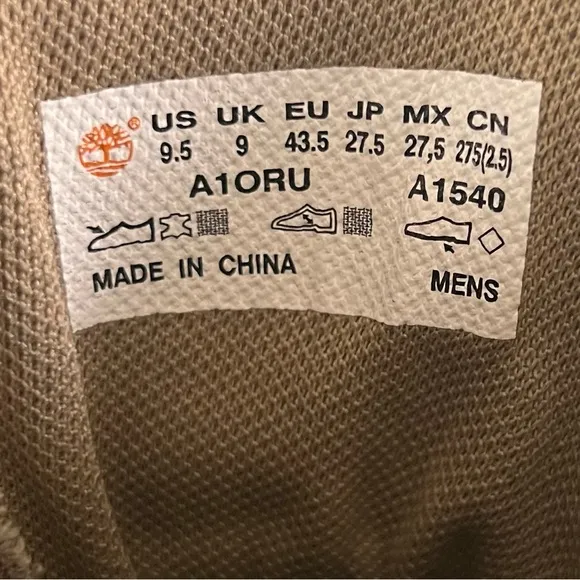 ® US UK EU JP MX CN
9.5 9 43.5 27.5 27,5 275(2.5)
A1ORU A1540
MADE IN CHINA MENS